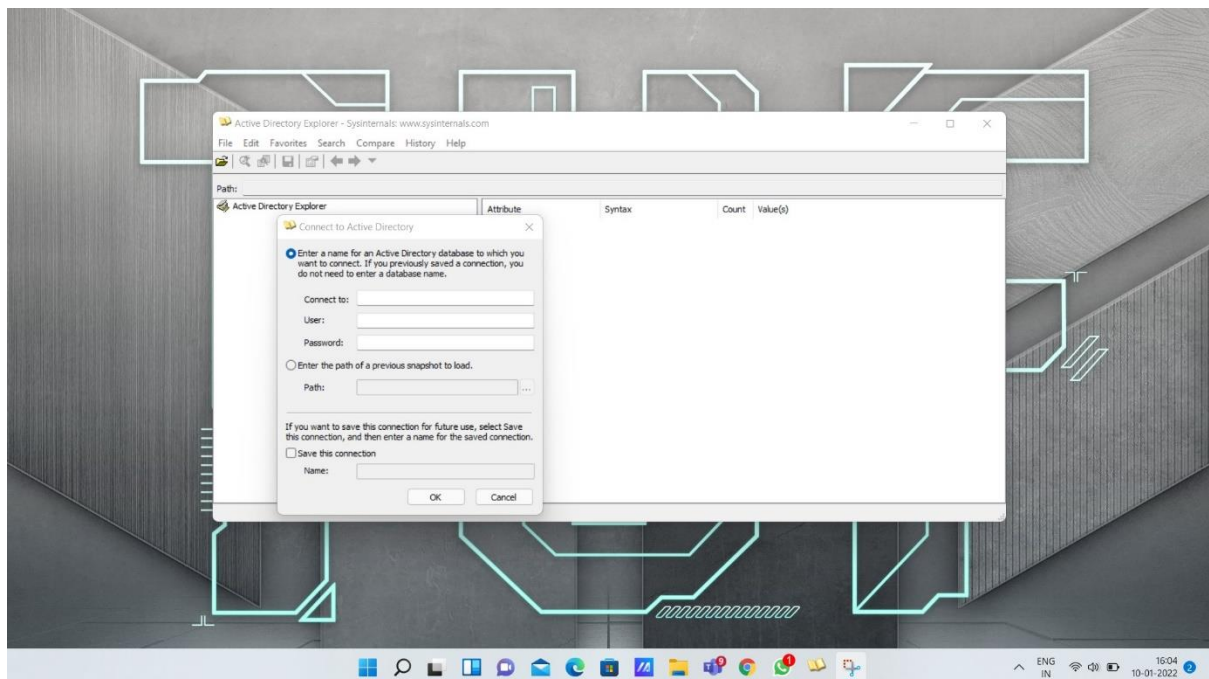 Active Directory Explorer - Sysinternals: www.sysinternals.com
File Edit Favorites Search Compare History Help
Path:
Active Directory Explorer
Attribute Syntax Count Value(s)
Connect to Active Directory
Enter a name for an Active Directory database to which you
want to connect. If you previously saved a connection, you
do not need to enter a database name.
Connect to:
User:
Password:
Enter the path of a previous snapshot to load.
Path:
...
If you want to save this connection for future use, select Save
this connection, and then enter a name for the saved connection.
Save this connection
Name:
OK Cancel
9
1
ENG
IN
16:04
10-01-2022
2